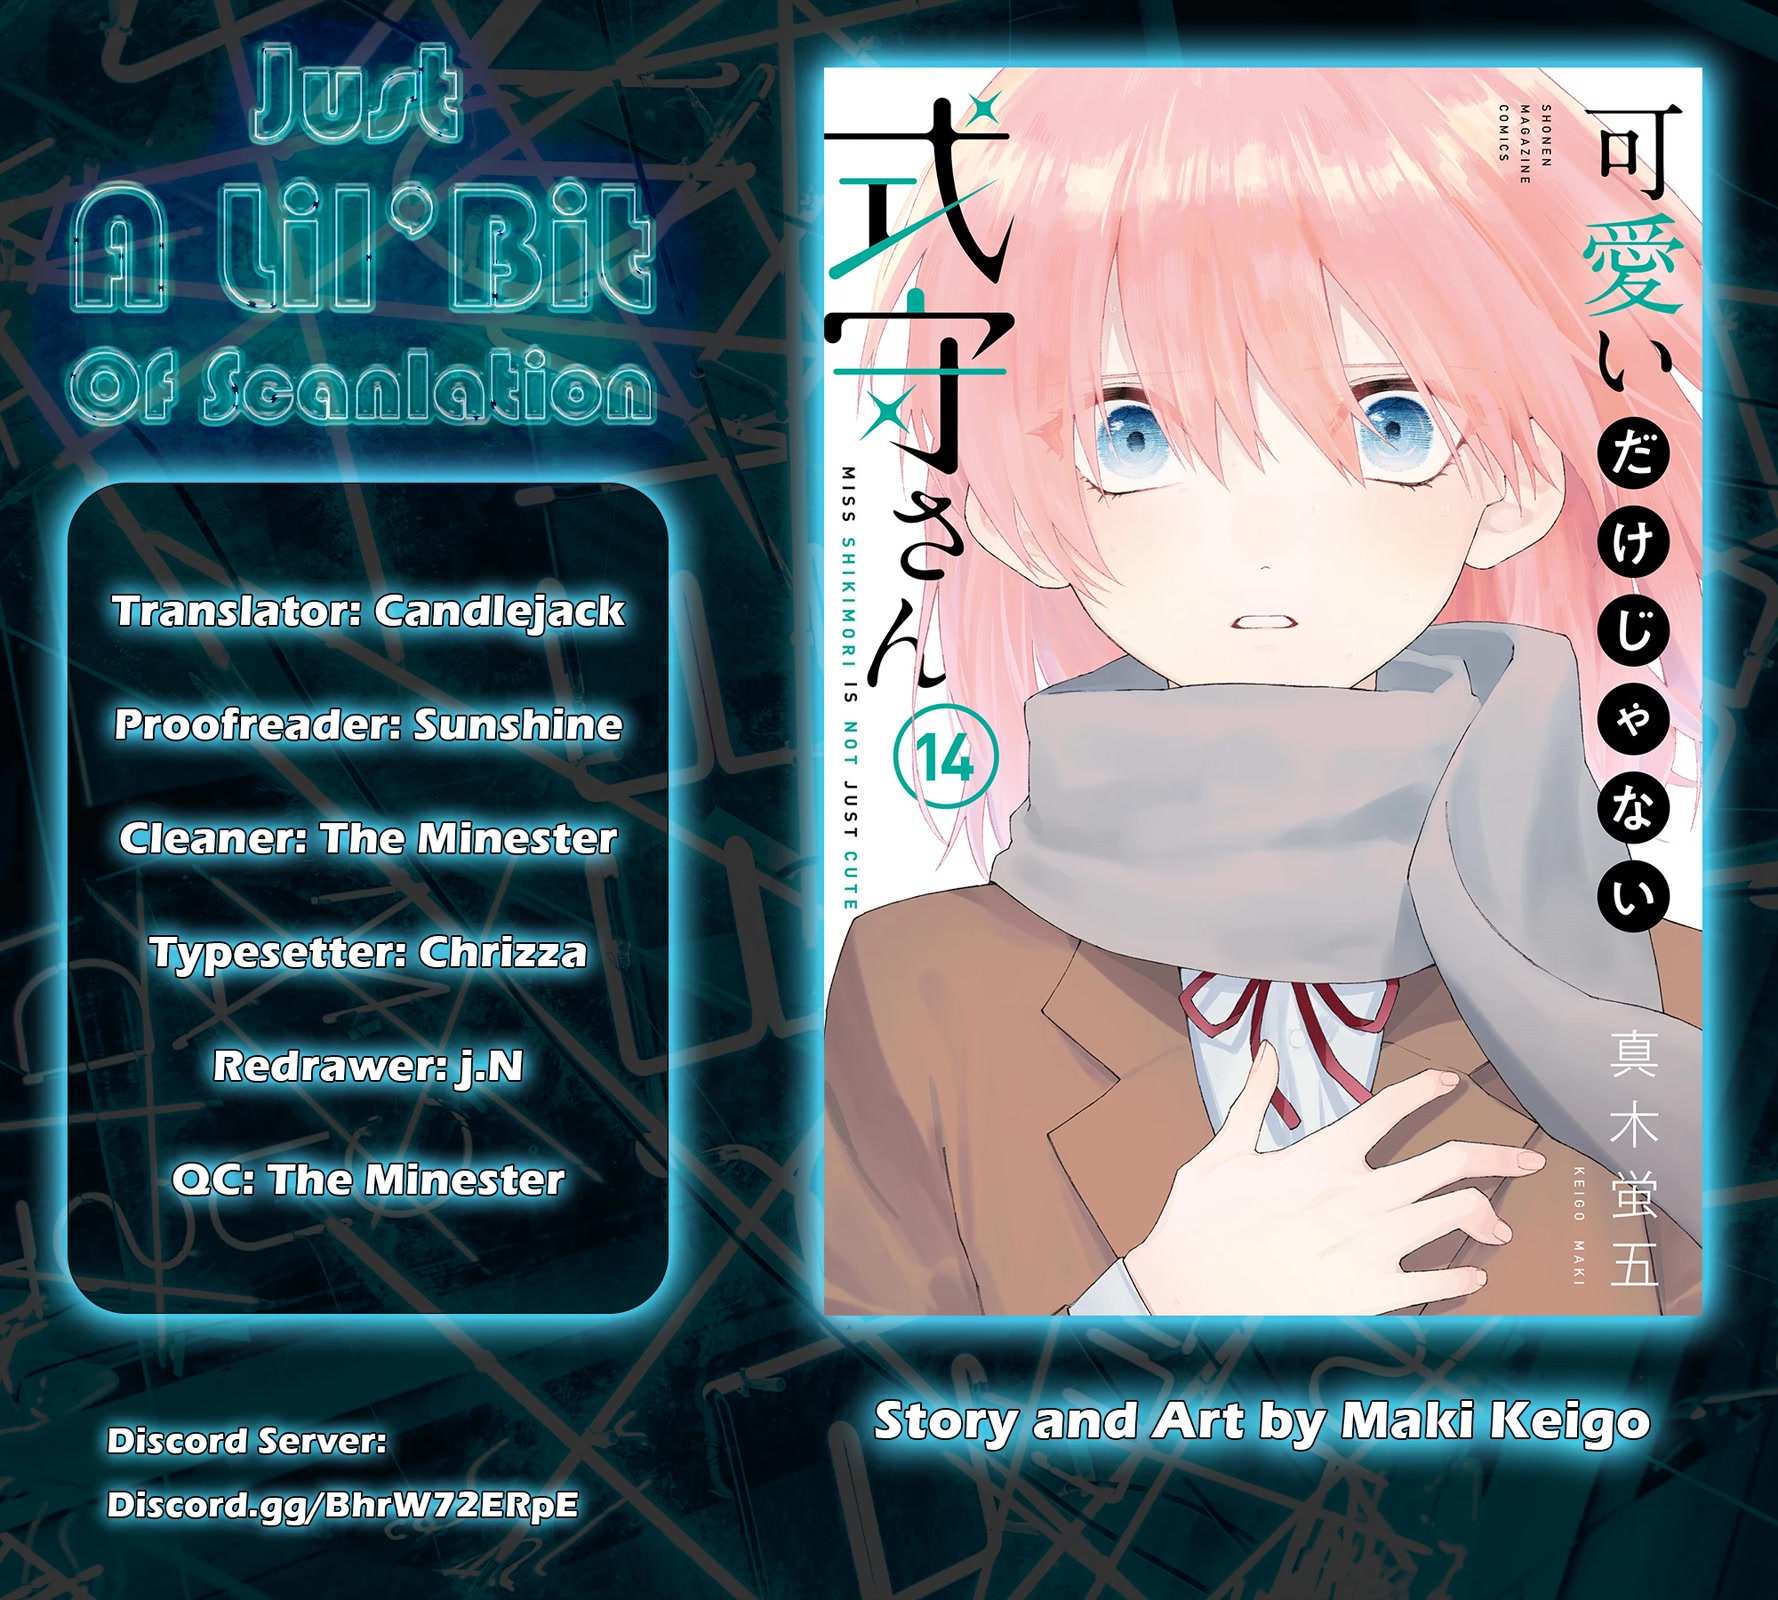 Just
A Lil' Bit
Of Scanlation
Translator: Candlejack
Proofreader: Sunshine
Cleaner: The Minester
Typesetter: Chrizza
Redrawer: j.N
QC: The Minester
Discord Server:
Discord.gg/BhrW72ERpE
可愛いだけじゃない
式守さん
SHONEN
MAGAZINE
COMICS
MISS SHIKIMORI IS NOT JUST CUTE
14
真木蛍五
KEIGO MAKI
Story and Art by Maki Keigo